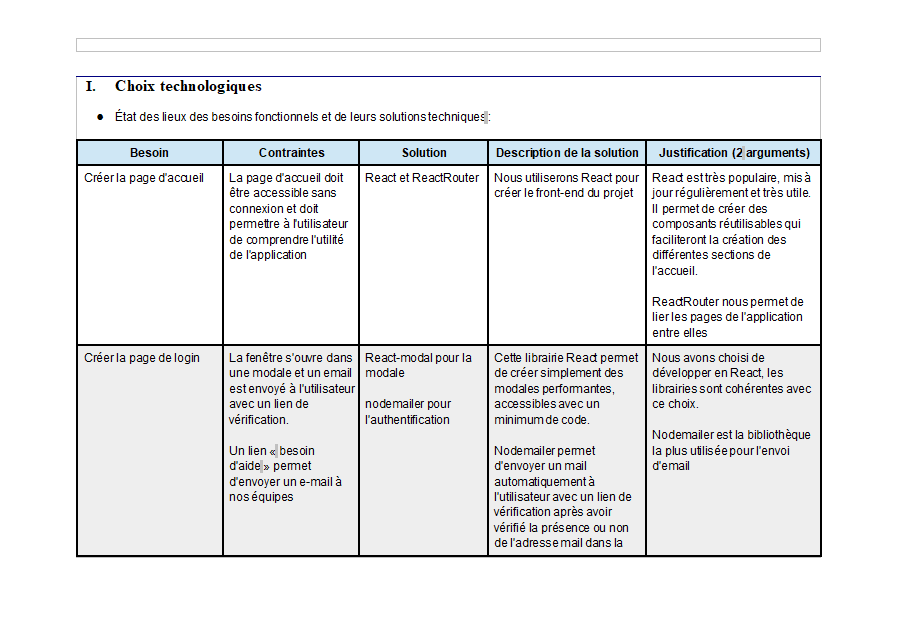 I. Choix technologiques
● État des lieux des besoins fonctionnels et de leurs solutions techniques :
Besoin
Contraintes
Solution
Description de la solution
Justification (2 arguments)
Créer la page d'accueil
La page d'accueil doit
être accessible sans
connexion et doit
permettre à l'utilisateur
de comprendre l'utilité
de l'application
React et ReactRouter
Nous utiliserons React pour
créer le front-end du projet
React est très populaire, mis à
jour régulièrement et très utile.
Il permet de créer des
composants réutilisables qui
faciliteront la création des
différentes sections de
l'accueil.
ReactRouter nous permet de
lier les pages de l'application
entre elles
Créer la page de login
La fenêtre s'ouvre dans
une modale et un email
est envoyé à l'utilisateur
avec un lien de
vérification.
Un lien « besoin
d'aide » permet
d'envoyer un e-mail à
nos équipes
React-modal pour la
modale
nodemailer pour
l'authentification
Cette librairie React permet
de créer simplement des
modales performantes,
accessibles avec un
minimum de code.
Nodemailer permet
d'envoyer un mail
automatiquement à
l'utilisateur avec un lien de
vérification après avoir
vérifié la présence ou non
de l'adresse mail dans la
Nous avons choisi de
développer en React, les
librairies sont cohérentes avec
ce choix.
Nodemailer est la bibliothèque
la plus utilisée pour l'envoi
d'email